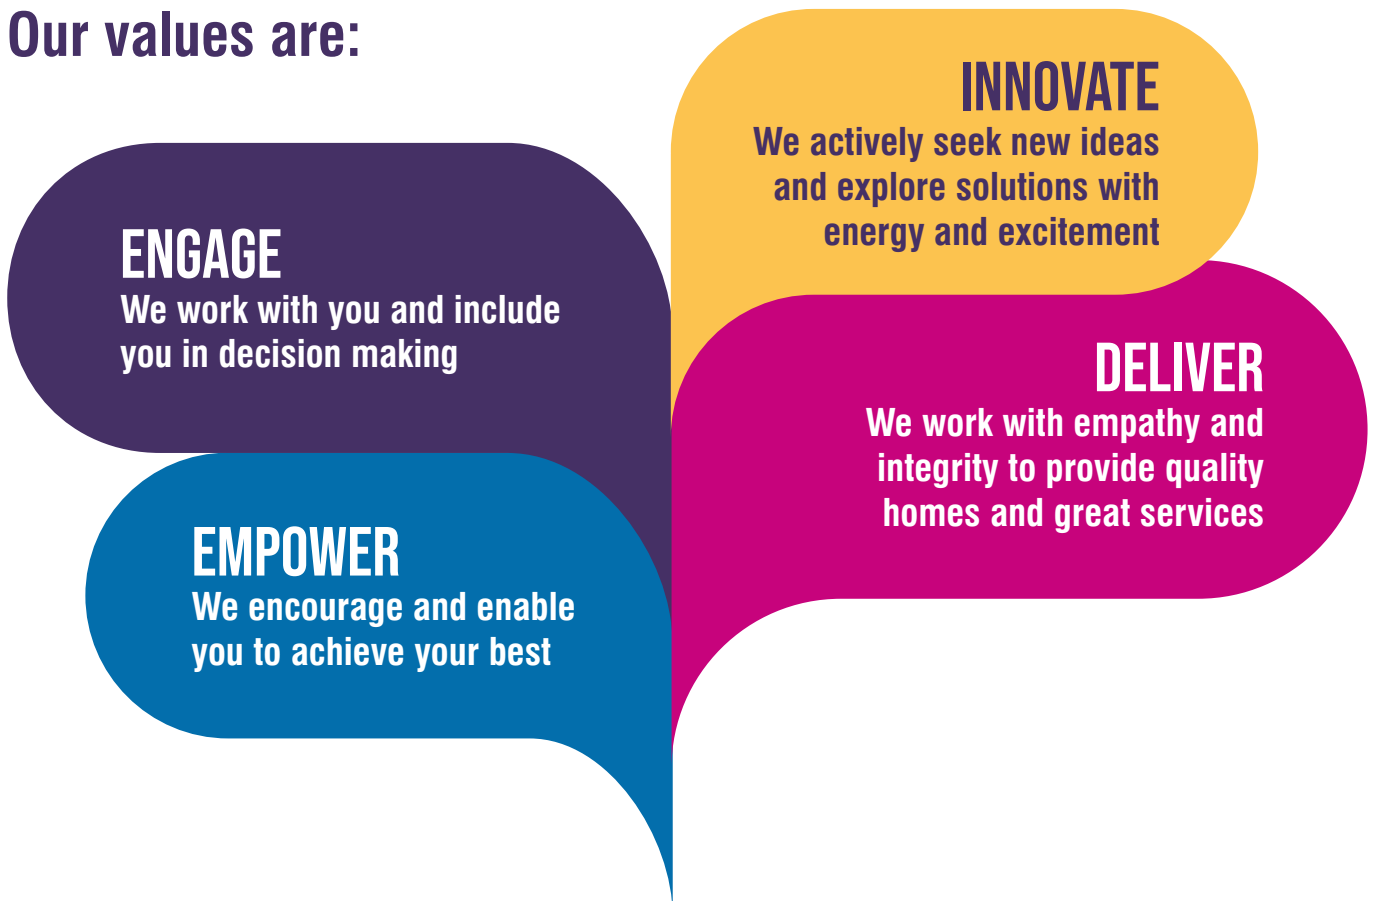 Our values are:
ENGAGE
We work with you and include
you in decision making
EMPOWER
We encourage and enable
you to achieve your best
INNOVATE
We actively seek new ideas
and explore solutions with
energy and excitement
DELIVER
We work with empathy and
integrity to provide quality
homes and great services